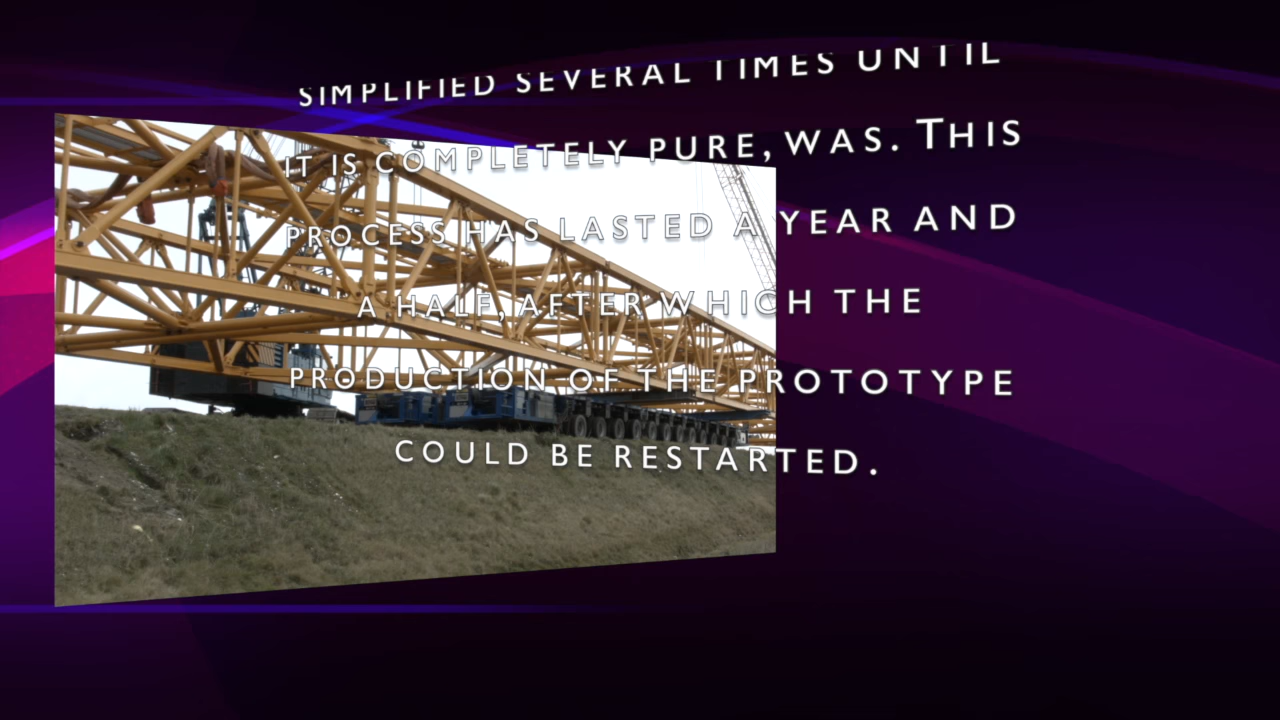 SIMPLIFIED SEVERAL TIMES UNTIL
IT IS COMPLETELY PURE, WAS. THIS
PROCESS HAS LASTED A YEAR AND
A HALF, AFTER WHICH THE
PRODUCTION OF THE PROTOTYPE
COULD BE RESTARTED.